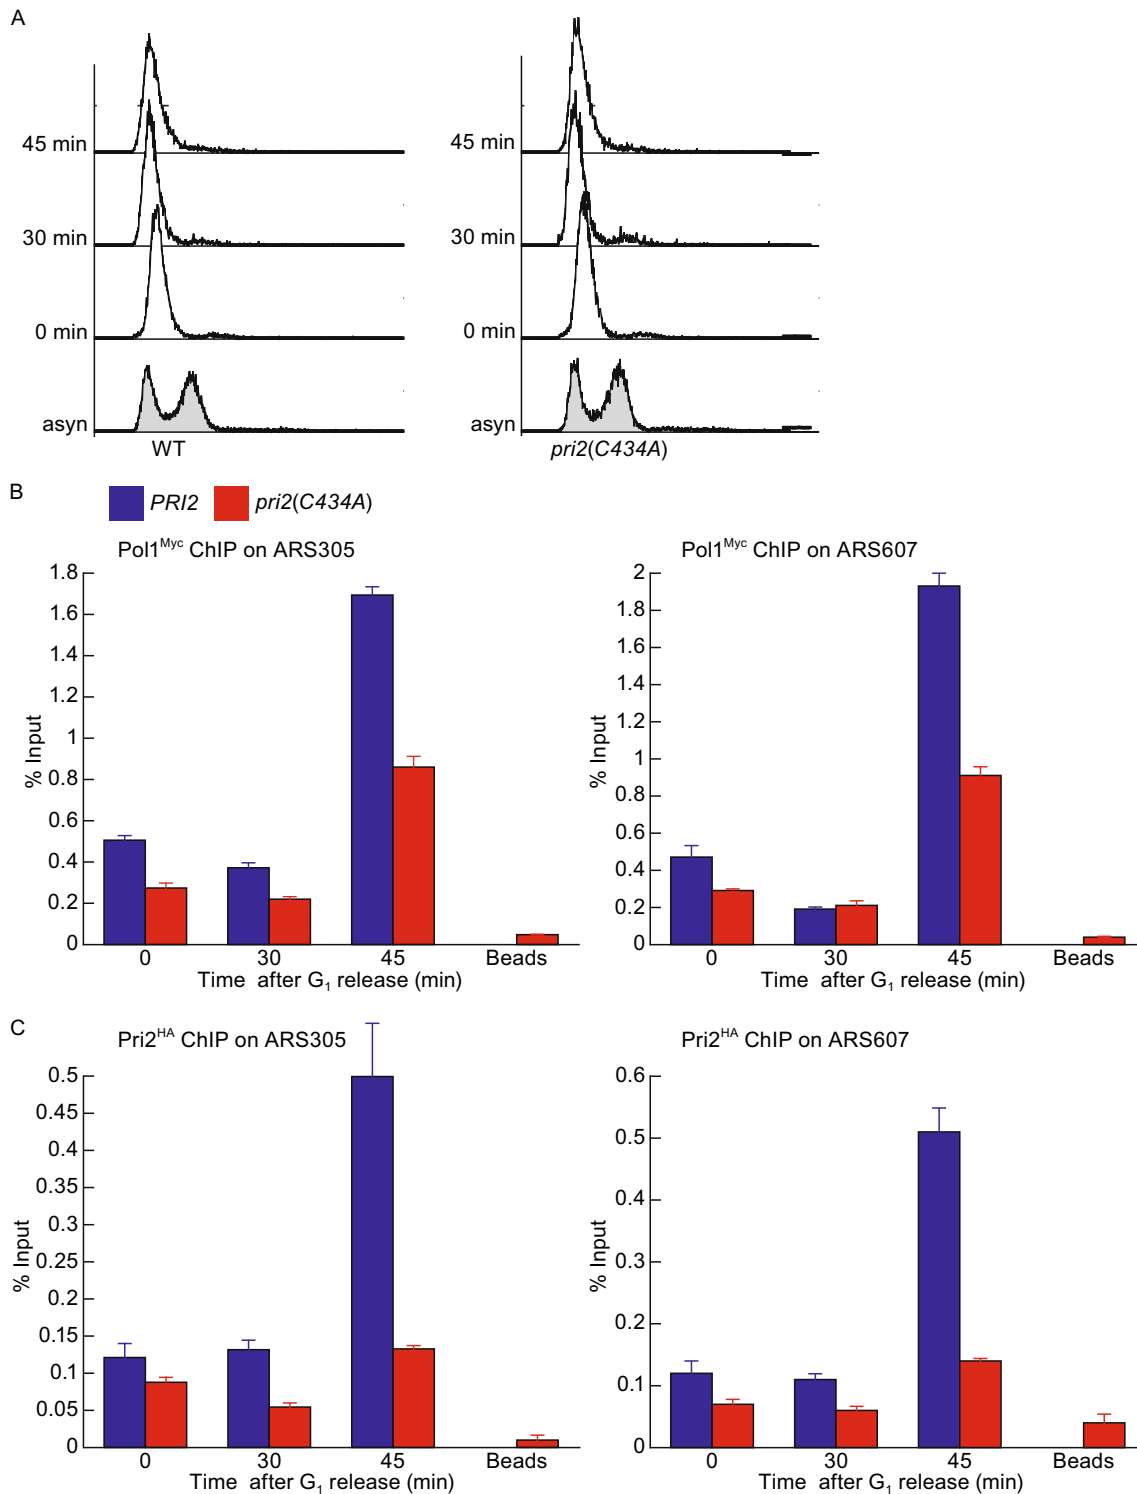 A
45 min
30 min
0 min
asyn
WT
45 min
30 min
0 min
asyn
pri2(C434A)
B
PRI2
pri2(C434A)
Pol1Myc ChIP on ARS305
% Input
1.8
1.6
1.4
1.2
1
0.8
0.6
0.4
0.2
0
0 30 45 Beads
Time after G1 release (min)
Pol1Myc ChIP on ARS607
% Input
2
1.8
1.6
1.4
1.2
1
0.8
0.6
0.4
0.2
0
0 30 45 Beads
Time after G1 release (min)
C
Pri2HA ChIP on ARS305
% Input
0.5
0.45
0.4
0.35
0.3
0.25
0.2
0.15
0.1
0.05
0
0 30 45 Beads
Time after G1 release (min)
Pri2HA ChIP on ARS607
% Input
0.6
0.5
0.4
0.3
0.2
0.1
0
0 30 45 Beads
Time after G1 release (min)